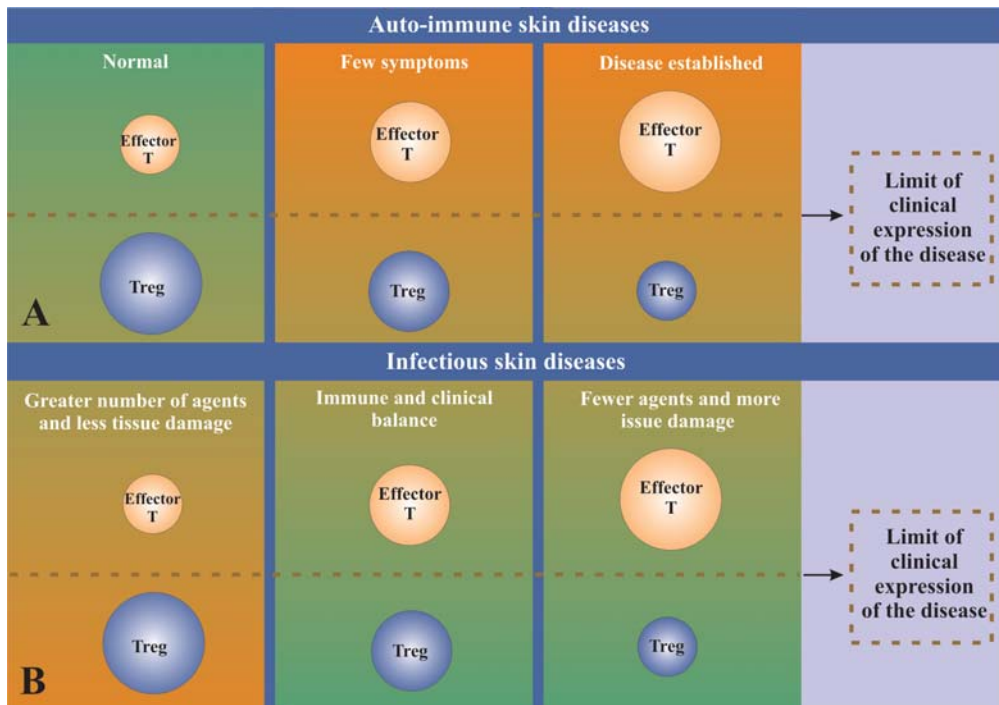 Auto-immune skin diseases
Normal
Few symptoms
Disease established
Effector
T
Effector
T
Effector
T
Treg
Treg
Treg
Limit of
clinical
expression
of the disease
A
Infectious skin diseases
Greater number of agents
and less tissue damage
Immune and clinical
balance
Fewer agents and more
issue damage
Effector
T
Effector
T
Effector
T
Treg
Treg
Treg
Limit of
clinical
expression
of the disease
B